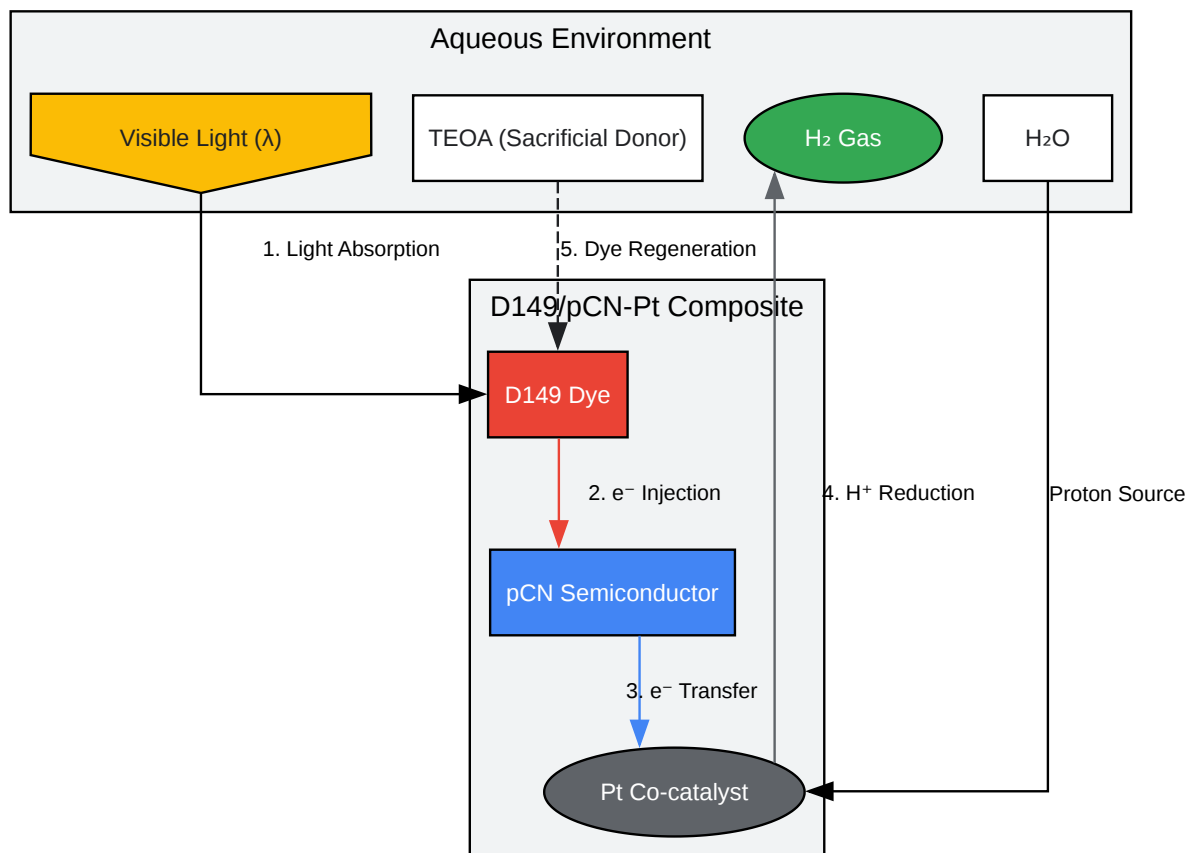 Aqueous Environment
Visible Light (λ)
TEOA (Sacrificial Donor)
H₂ Gas
H₂O
1. Light Absorption
5. Dye Regeneration
D149/pCN-Pt Composite
D149 Dye
2. e⁻ Injection
4. H⁺ Reduction
Proton Source
pCN Semiconductor
3. e⁻ Transfer
Pt Co-catalyst